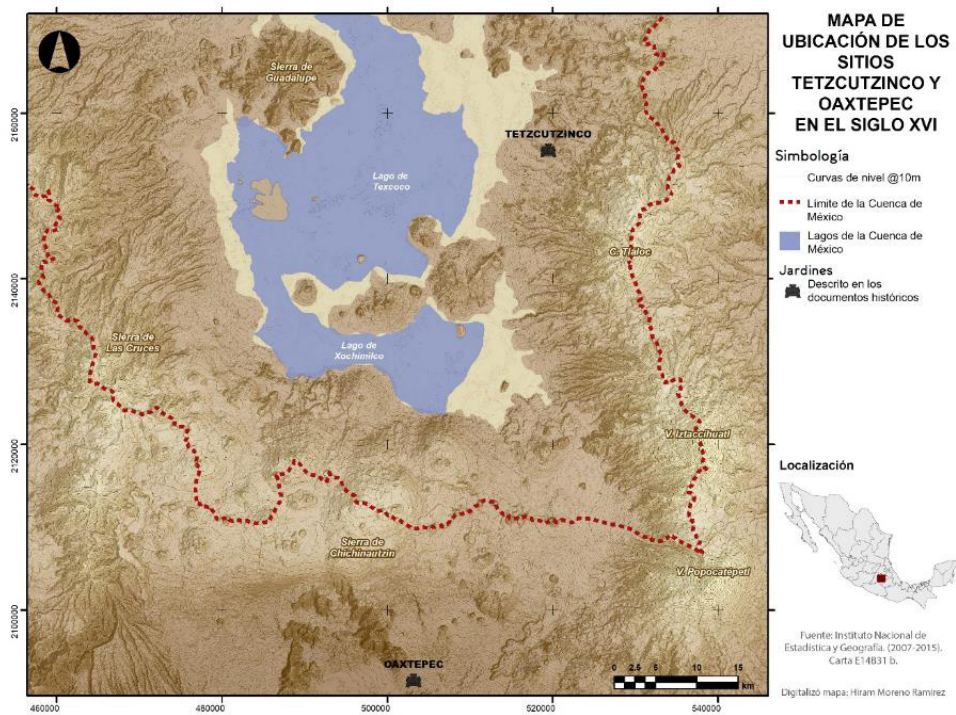 MAPA DE
UBICACIÓN DE LOS
SITIOS
TETZCUTZINCO Y
OAXTEPEC
EN EL SIGLO XVI
Simbología
Curvas de nivel @10m
Límite de la Cuenca de
México
Lagos de la Cuenca de
México
Jardines
Descrito en los
documentos históricos
Localización
Fuente: Instituto Nacional de
Estadística y Geografía. (2007-2015).
Carta E14B31 b.
Digitalizó mapa: Hiram Moreno Ramírez
Sierra de
Guadalupe
TETZCUTZINCO
Lago de
Texcoco
C. Tláloc
Sierra de
Las Cruces
Lago de
Xochimilco
V. Iztaccihuatl
Sierra de
Chichinautzin
V. Popocatepetl
OAXTEPEC
0 2.5 5 10 15
km
2160000
2140000
2120000
2100000
460000 480000 500000 520000 540000